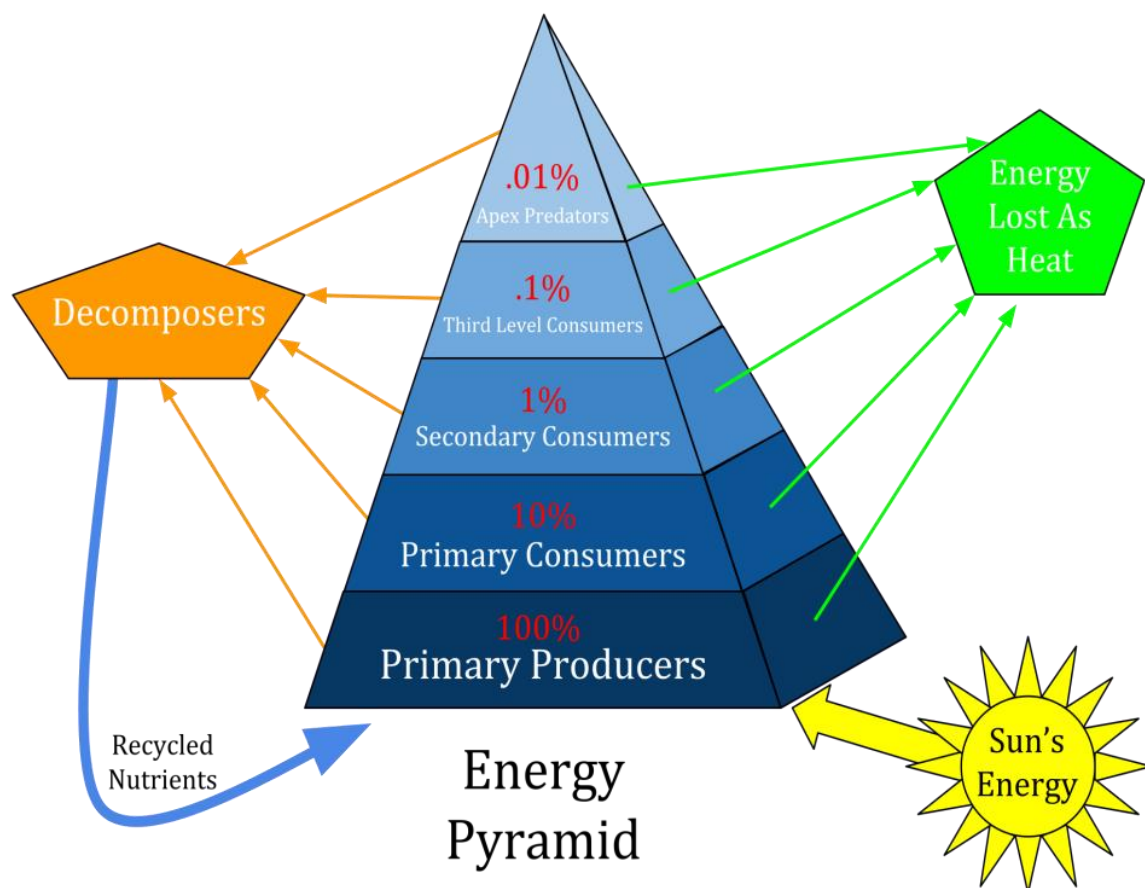 .01%
Apex Predators
Energy
Lost As
Heat
Decomposers
.1%
Third Level Consumers
1%
Secondary Consumers
10%
Primary Consumers
100%
Primary Producers
Recycled
Nutrients
Sun's
Energy
Energy
Pyramid